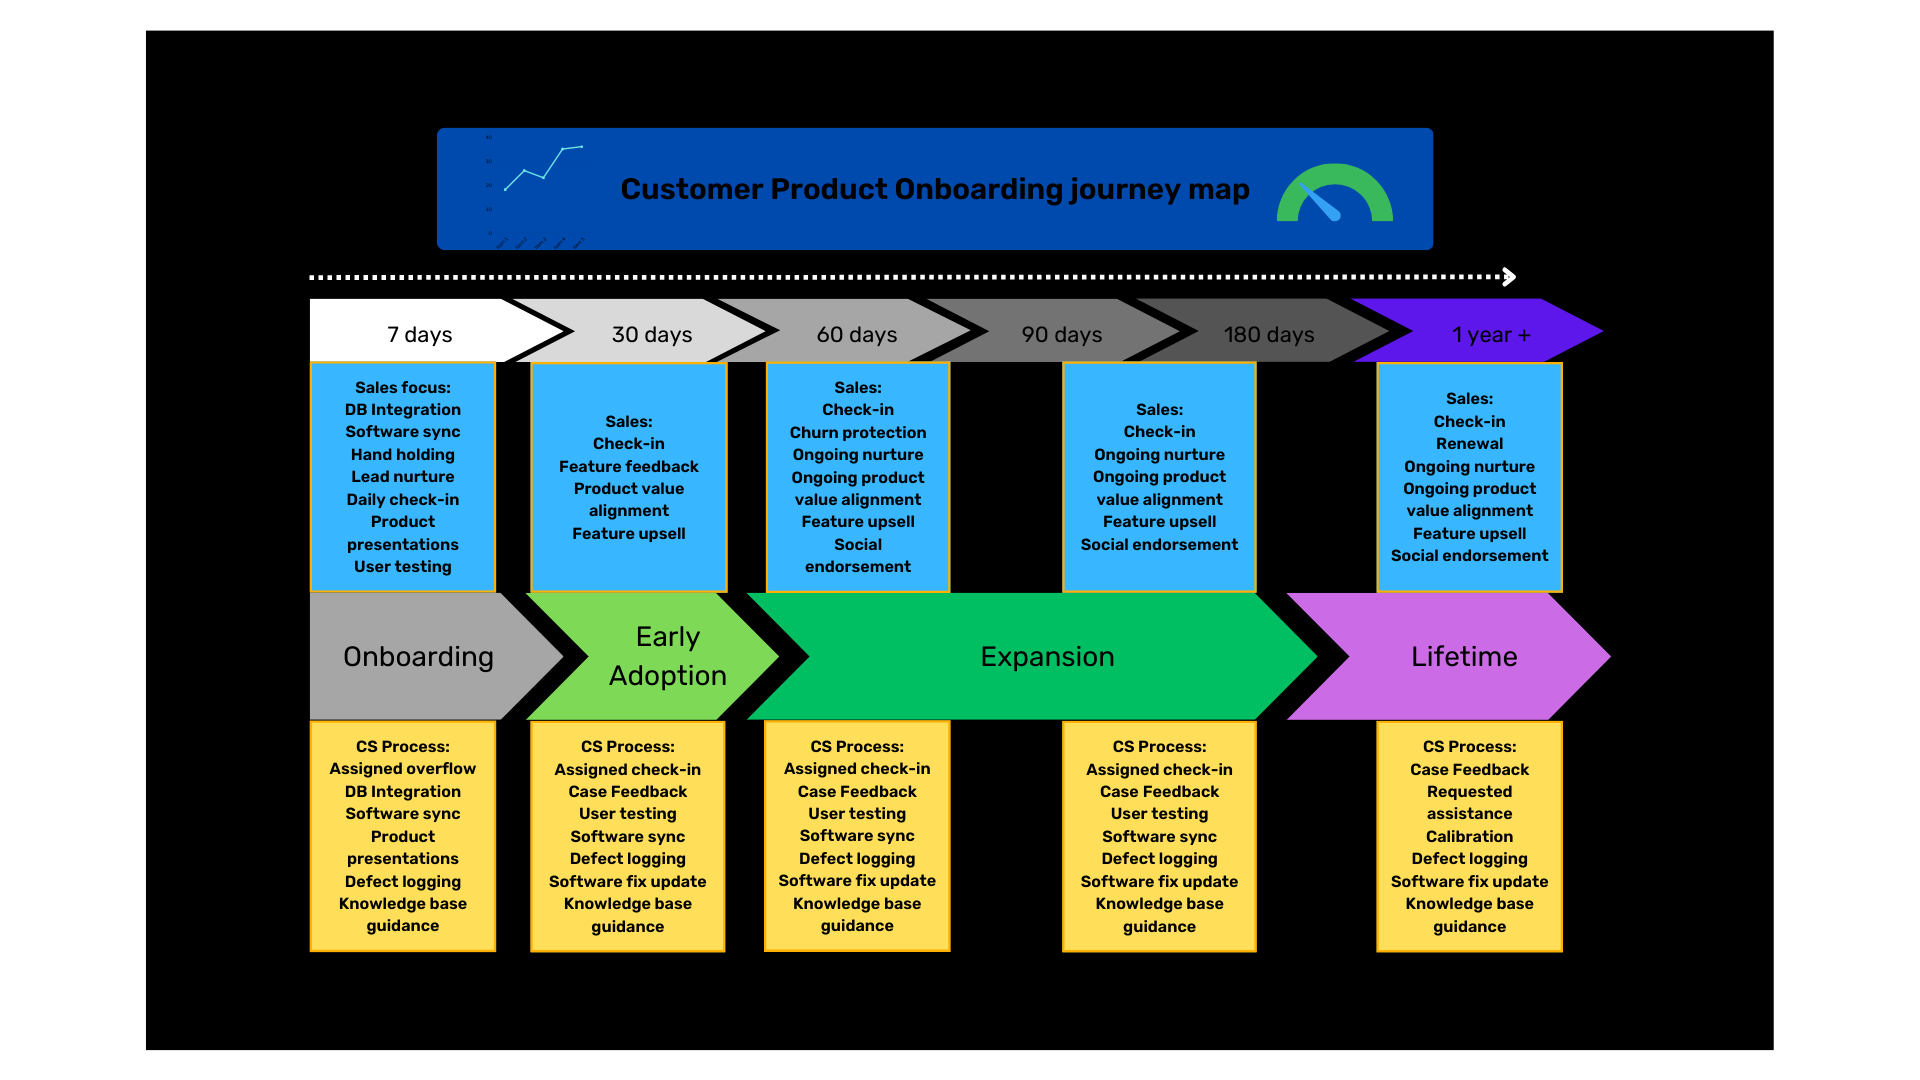 40
30
20
10
0
Customer Product Onboarding journey map
7 days
30 days
60 days
90 days
180 days
1 year +
Sales focus:
DB Integration
Software sync
Hand holding
Lead nurture
Daily check-in
Product
presentations
User testing
Sales:
Check-in
Feature feedback
Product value
alignment
Feature upsell
Sales:
Check-in
Churn protection
Ongoing nurture
Ongoing product
value alignment
Feature upsell
Social
endorsement
Sales:
Check-in
Ongoing nurture
Ongoing product
value alignment
Feature upsell
Social endorsement
Sales:
Check-in
Renewal
Ongoing nurture
Ongoing product
value alignment
Feature upsell
Social endorsement
Onboarding
Early
Adoption
Expansion
Lifetime
CS Process:
Assigned overflow
DB Integration
Software sync
Product
presentations
Defect logging
Knowledge base
guidance
CS Process:
Assigned check-in
Case Feedback
User testing
Software sync
Defect logging
Software fix update
Knowledge base
guidance
CS Process:
Assigned check-in
Case Feedback
User testing
Software sync
Defect logging
Software fix update
Knowledge base
guidance
CS Process:
Assigned check-in
Case Feedback
User testing
Software sync
Defect logging
Software fix update
Knowledge base
guidance
CS Process:
Case Feedback
Requested
assistance
Calibration
Defect logging
Software fix update
Knowledge base
guidance